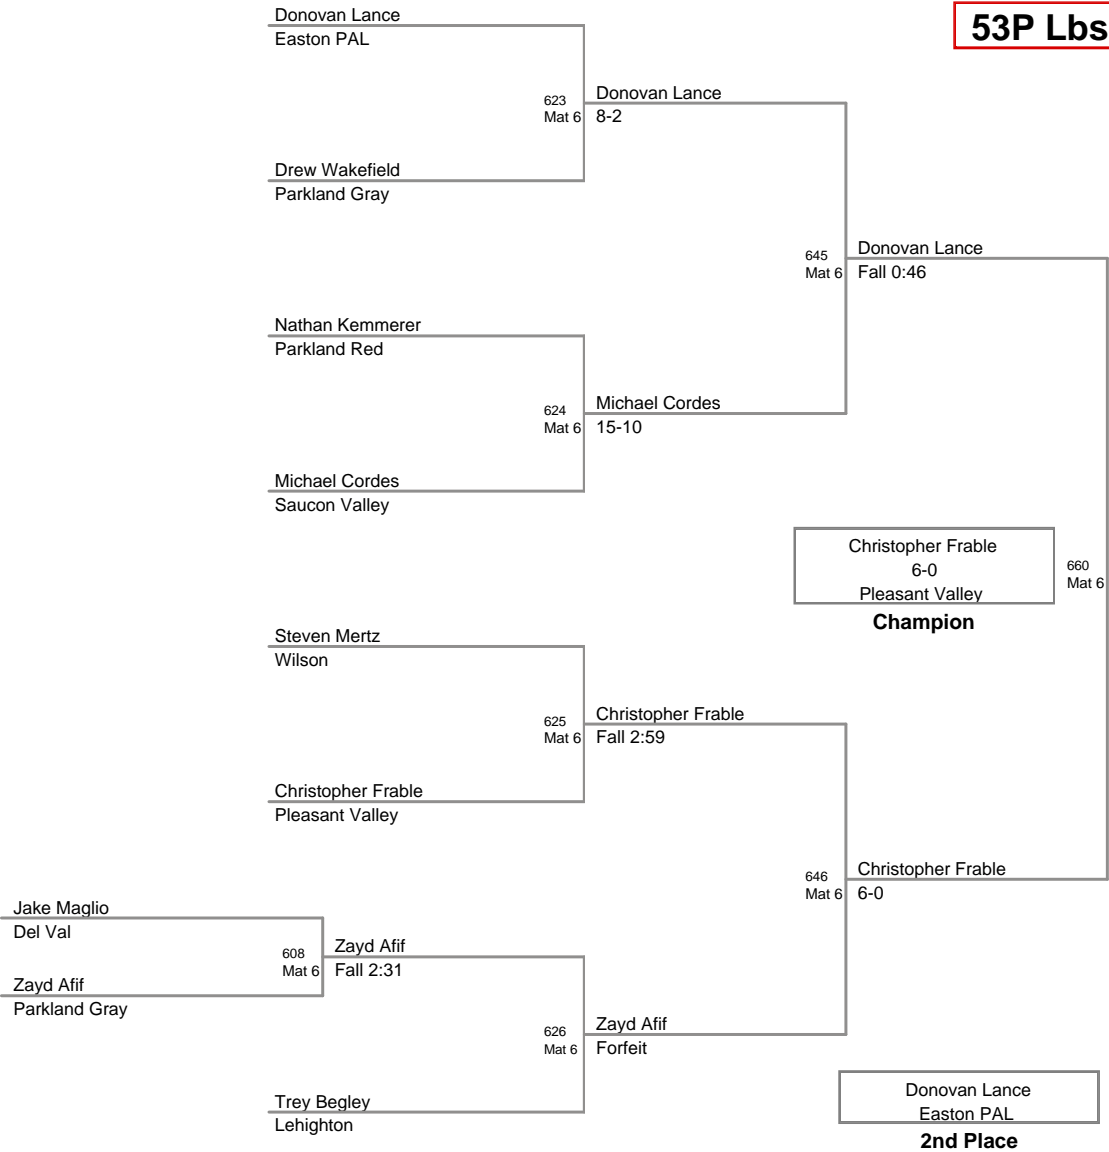 Donovan Lance
Easton PAL
53P Lbs
623
Mat 6
Donovan Lance
8-2
Drew Wakefield
Parkland Gray
645
Mat 6
Donovan Lance
Fall 0:46
Nathan Kemmerer
Parkland Red
624
Mat 6
Michael Cordes
15-10
Michael Cordes
Saucon Valley
Christopher Frable
6-0
Pleasant Valley
Champion
660
Mat 6
Steven Mertz
Wilson
625
Mat 6
Christopher Frable
Fall 2:59
Christopher Frable
Pleasant Valley
646
Mat 6
Christopher Frable
6-0
Jake Maglio
Del Val
608
Mat 6
Zayd Afif
Fall 2:31
Zayd Afif
Parkland Gray
626
Mat 6
Zayd Afif
Forfeit
Trey Begley
Lehighton
Donovan Lance
Easton PAL
2nd Place